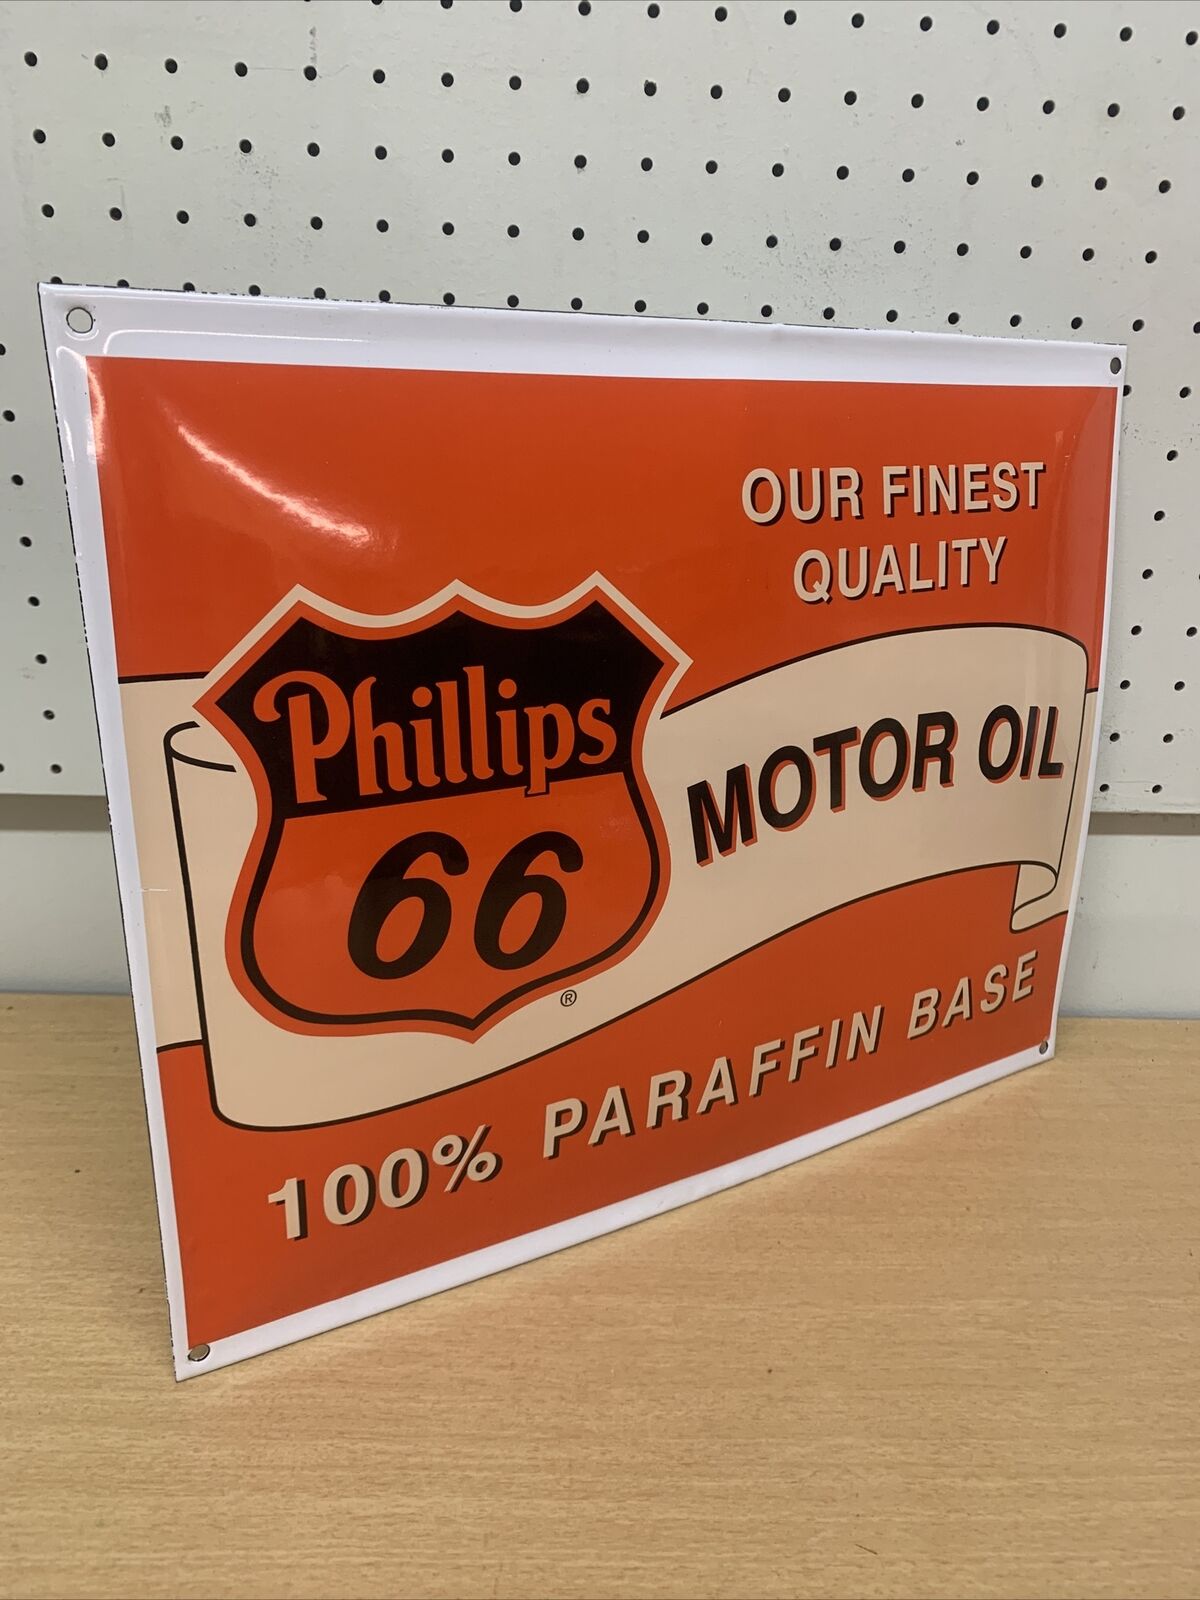 OUR FINEST
QUALITY
Phillips
66
®
MOTOR OIL
100% PARAFFIN BASE